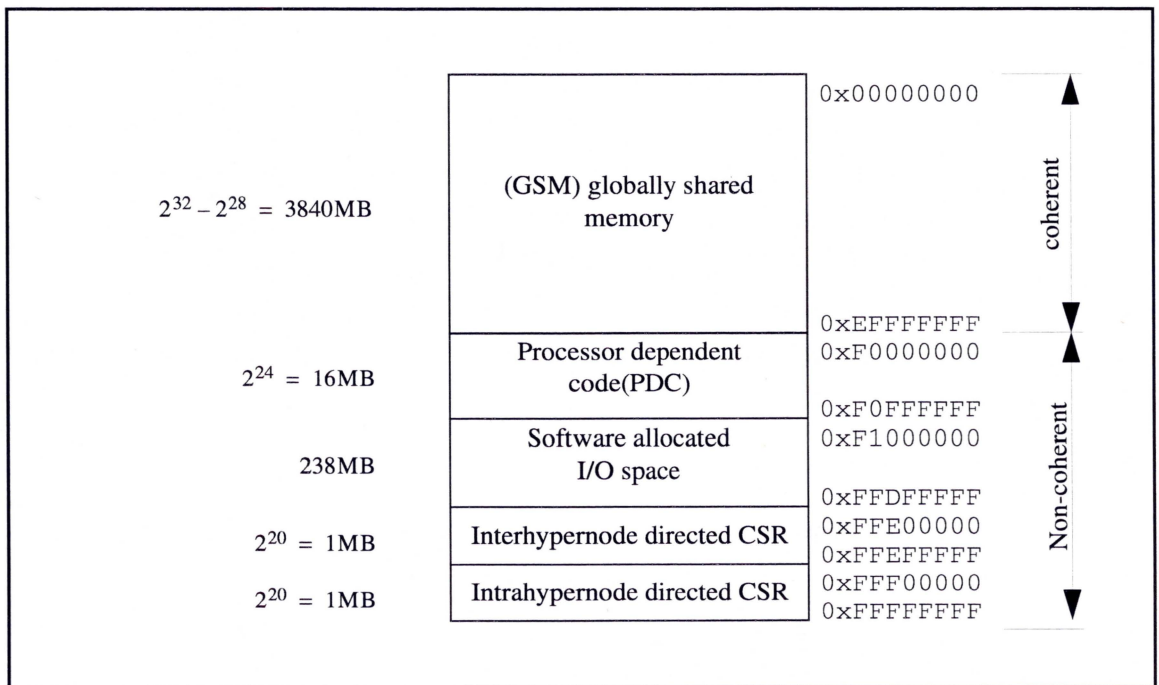 0x00000000
(GSM) globally shared
memory
2^32 – 2^28 = 3840MB
coherent
0xEFFFFFFF
Processor dependent
code(PDC)
0xF0000000
2^24 = 16MB
0xF0FFFFFF
Software allocated
I/O space
0xF1000000
238MB
0xFFDFFFFF
Non-coherent
Interhypernode directed CSR
0xFFE00000
2^20 = 1MB
0xFFEFFFFF
Intrahypernode directed CSR
0xFFF00000
2^20 = 1MB
0xFFFFFFFF